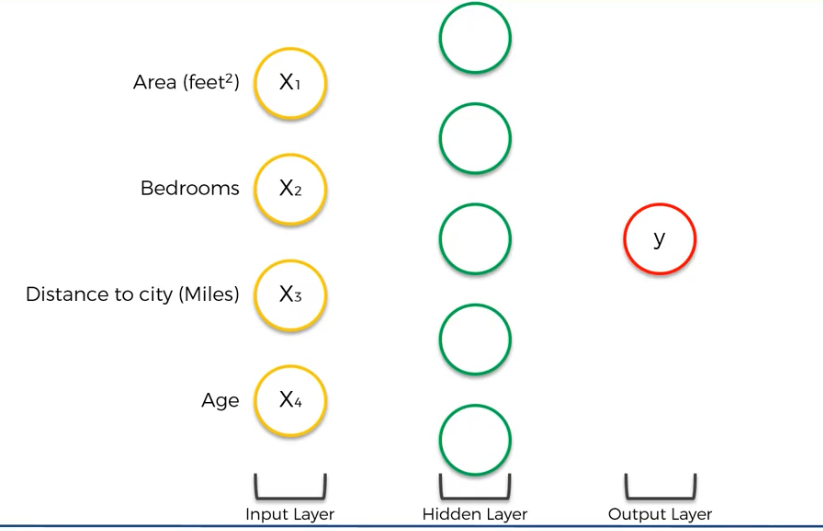 Area (feet²)
X1
Bedrooms
X2
y
Distance to city (Miles)
X3
Age
X4
Input Layer
Hidden Layer
Output Layer